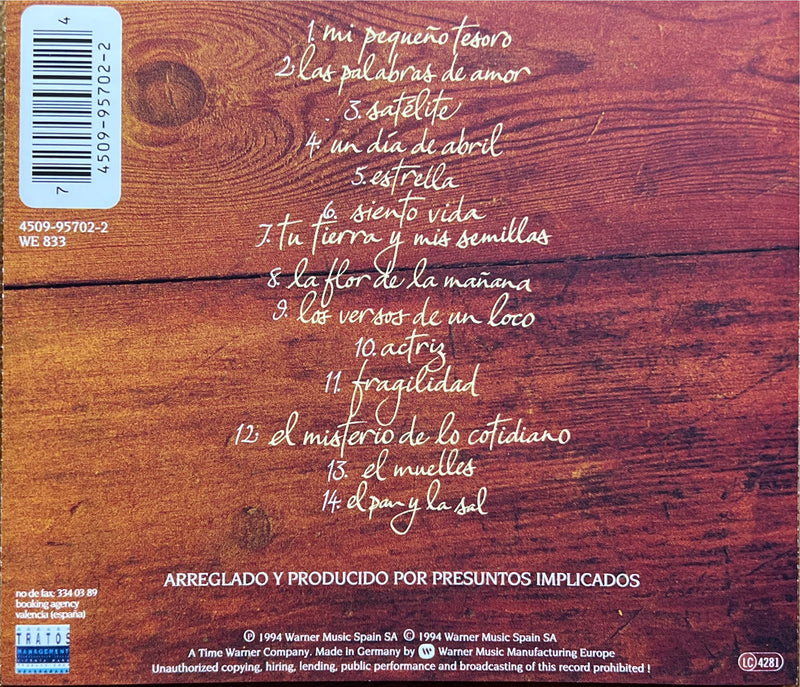 4
7
4509-95702-2
4509-95702-2
WE 833
1. mi pequeño tesoro
2. las palabras de amor
3. satélite
4. un día de abril
5. estrella
6. siento vida
7. tu tierra y mis semillas
8. la flor de la mañana
9. los versos de un loco
10. actriz
11. fragilidad
12. el misterio de lo cotidiano
13. el muelles
14. el pan y la sal
ARREGLADO Y PRODUCIDO POR PRESUNTOS IMPLICADOS
no de fax: 334 03 89
booking agency
valencia (españa)
TRATOS
MANAGEMENT
℗ 1994 Warner Music Spain SA © 1994 Warner Music Spain SA
A Time Warner Company. Made in Germany by Warner Music Manufacturing Europe
Unauthorized copying, hiring, lending, public performance and broadcasting of this record prohibited !
LC 4281